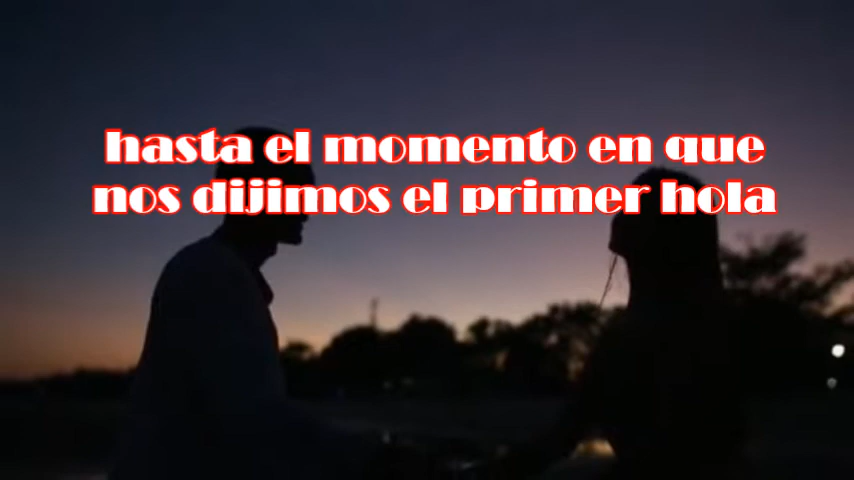 hasta el momento en que
nos dijimos el primer hola